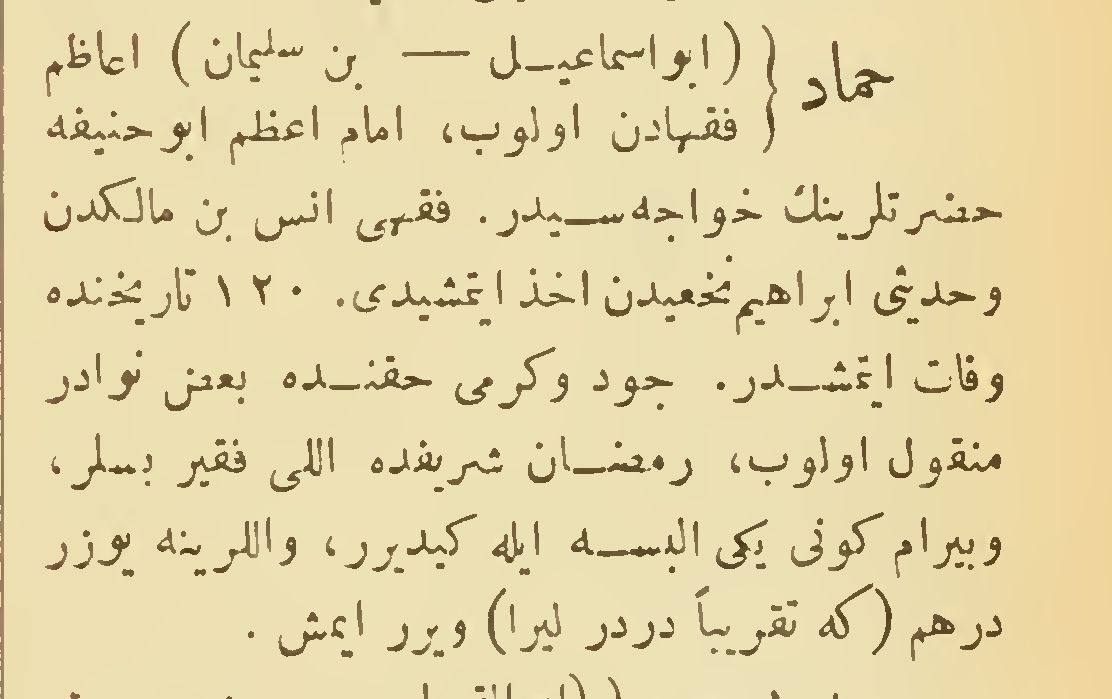 حماد { (ابواسماعیل — بن سلیمان) اعاظم
فقهادن اولوب، امام اعظم ابوحنیفه
حضرتلرینك خواجه‌سیدر. فقهی انس بن مالکدن
وحدیثی ابراهیم نخعیدن اخذ ایتمشیدی. ١٢٠ تاریخنده
وفات ایتمشدر. جود وکرمی حقنده بعض نوادر
منقول اولوب، رمضان شریفده اللی فقیر بسلر،
وبیرام کونی یکی البسه ایله کیدیرر، واللرینه یوزر
درهم (که تقریباً دردر لیرا) ویرر ایمش.